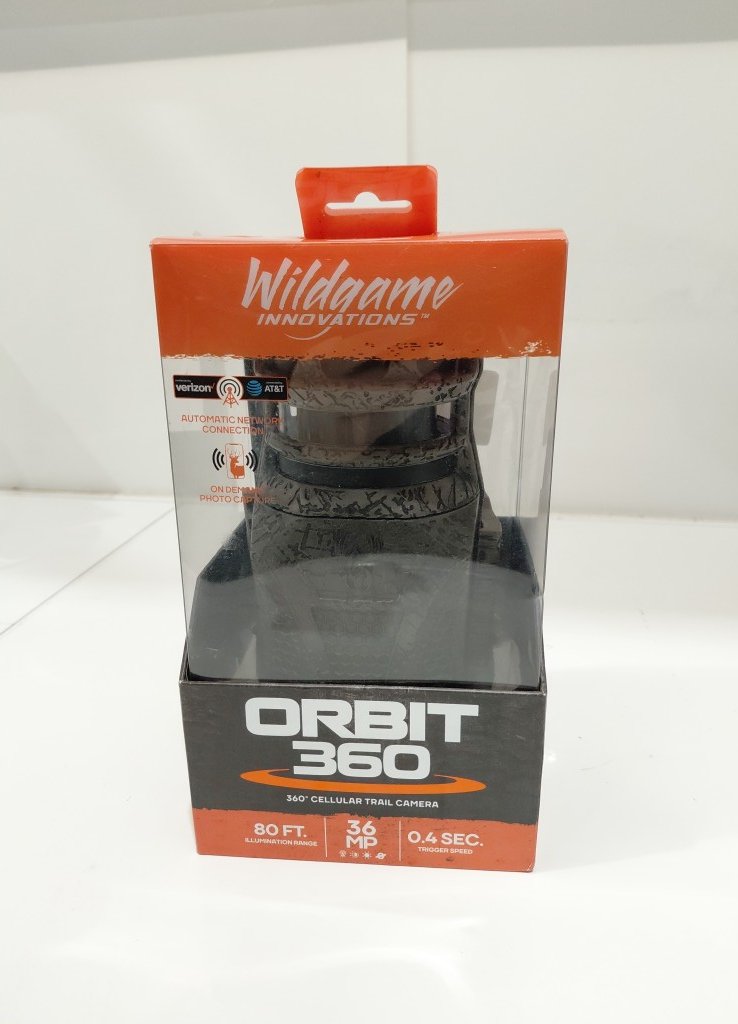 Wildgame
INNOVATIONS™
verizon
AT&T
AUTOMATIC NETWORK
CONNECTION
ON DEMAND
PHOTO CAPTURE
ORBIT
360
360° CELLULAR TRAIL CAMERA
80 FT.
ILLUMINATION RANGE
36
MP
0.4 SEC.
TRIGGER SPEED